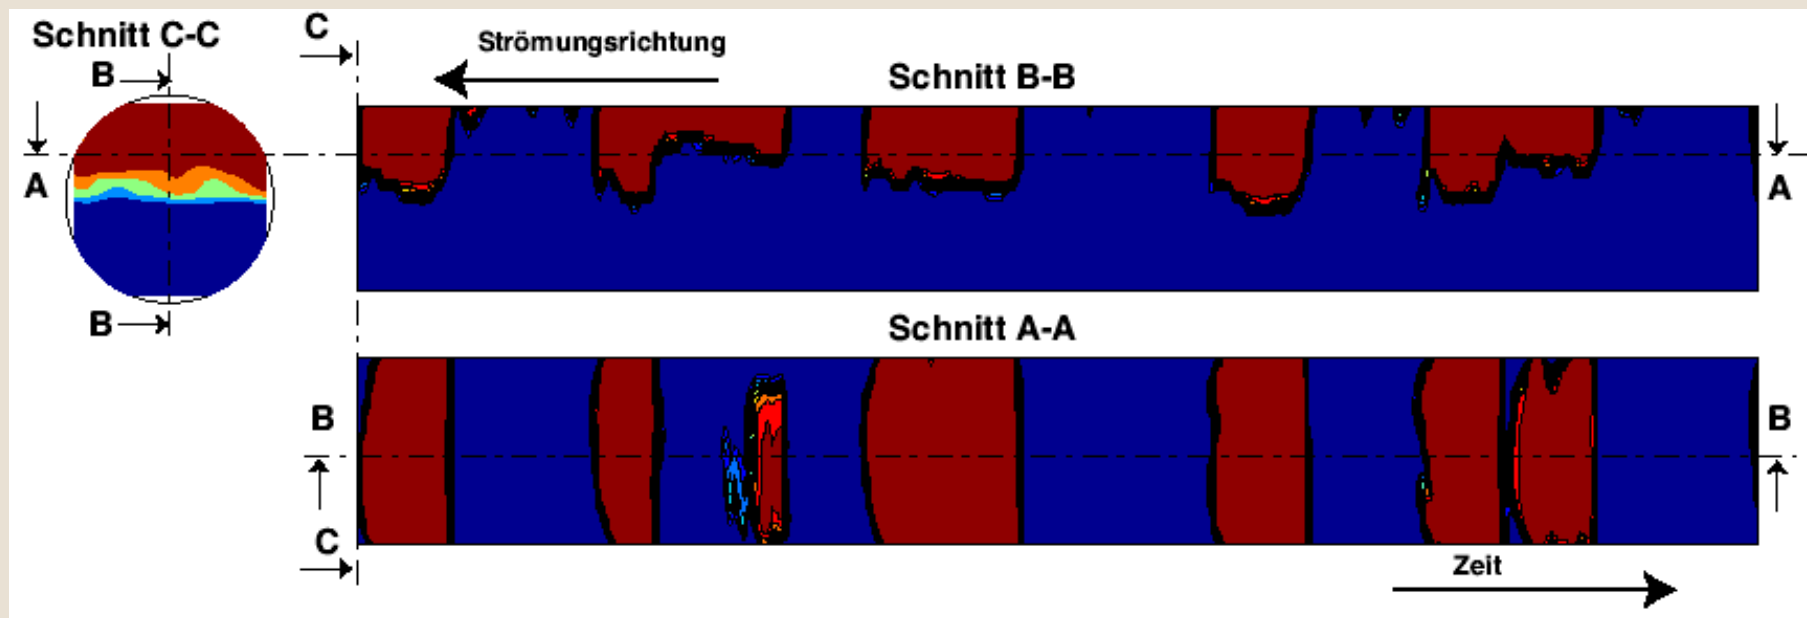 Schnitt C-C
B
A
B
C
Strömungsrichtung
Schnitt B-B
A
Schnitt A-A
B
B
C
Zeit